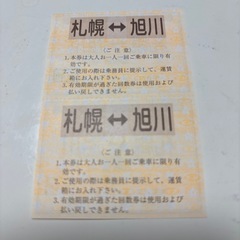 札幌↔旭川
〈ご注意〉
1.本券は大人お一人一回ご乗車に限り有
効です。
2.ご使用の際は乗務員に提示して、運賃
箱にお入れ下さい。
3.有効期限が過ぎた回数券は使用および
払い戻しできません。
札幌↔旭川
〈ご注意〉
1.本券は大人お一人一回ご乗車に限り有
効です。
2.ご使用の際は乗務員に提示して、運賃
箱にお入れ下さい。
3.有効期限が過ぎた回数券は使用および
払い戻しできません。